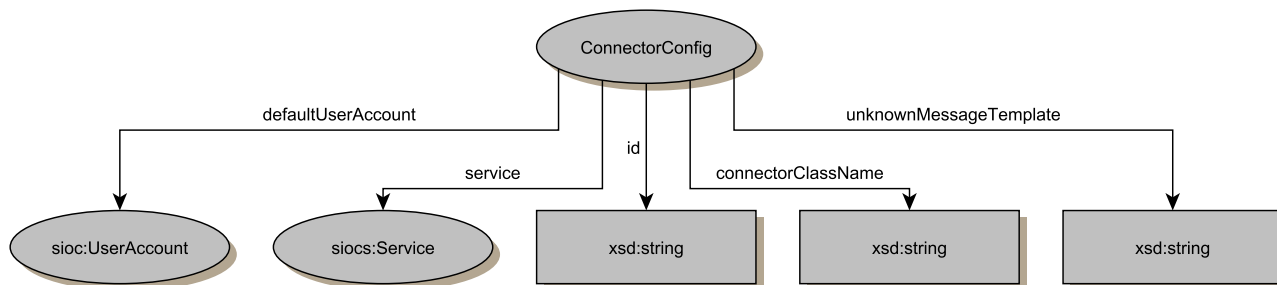 ConnectorConfig
defaultUserAccount
unknownMessageTemplate
id
service
connectorClassName
sioc:UserAccount
siocs:Service
xsd:string
xsd:string
xsd:string